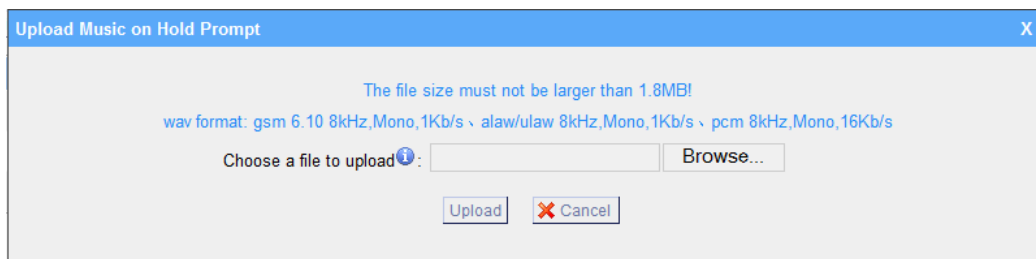 Upload Music on Hold Prompt X
The file size must not be larger than 1.8MB!
wav format: gsm 6.10 8kHz,Mono,1Kb/s、alaw/ulaw 8kHz,Mono,1Kb/s、pcm 8kHz,Mono,16Kb/s
Choose a file to upload i : Browse...
Upload Cancel